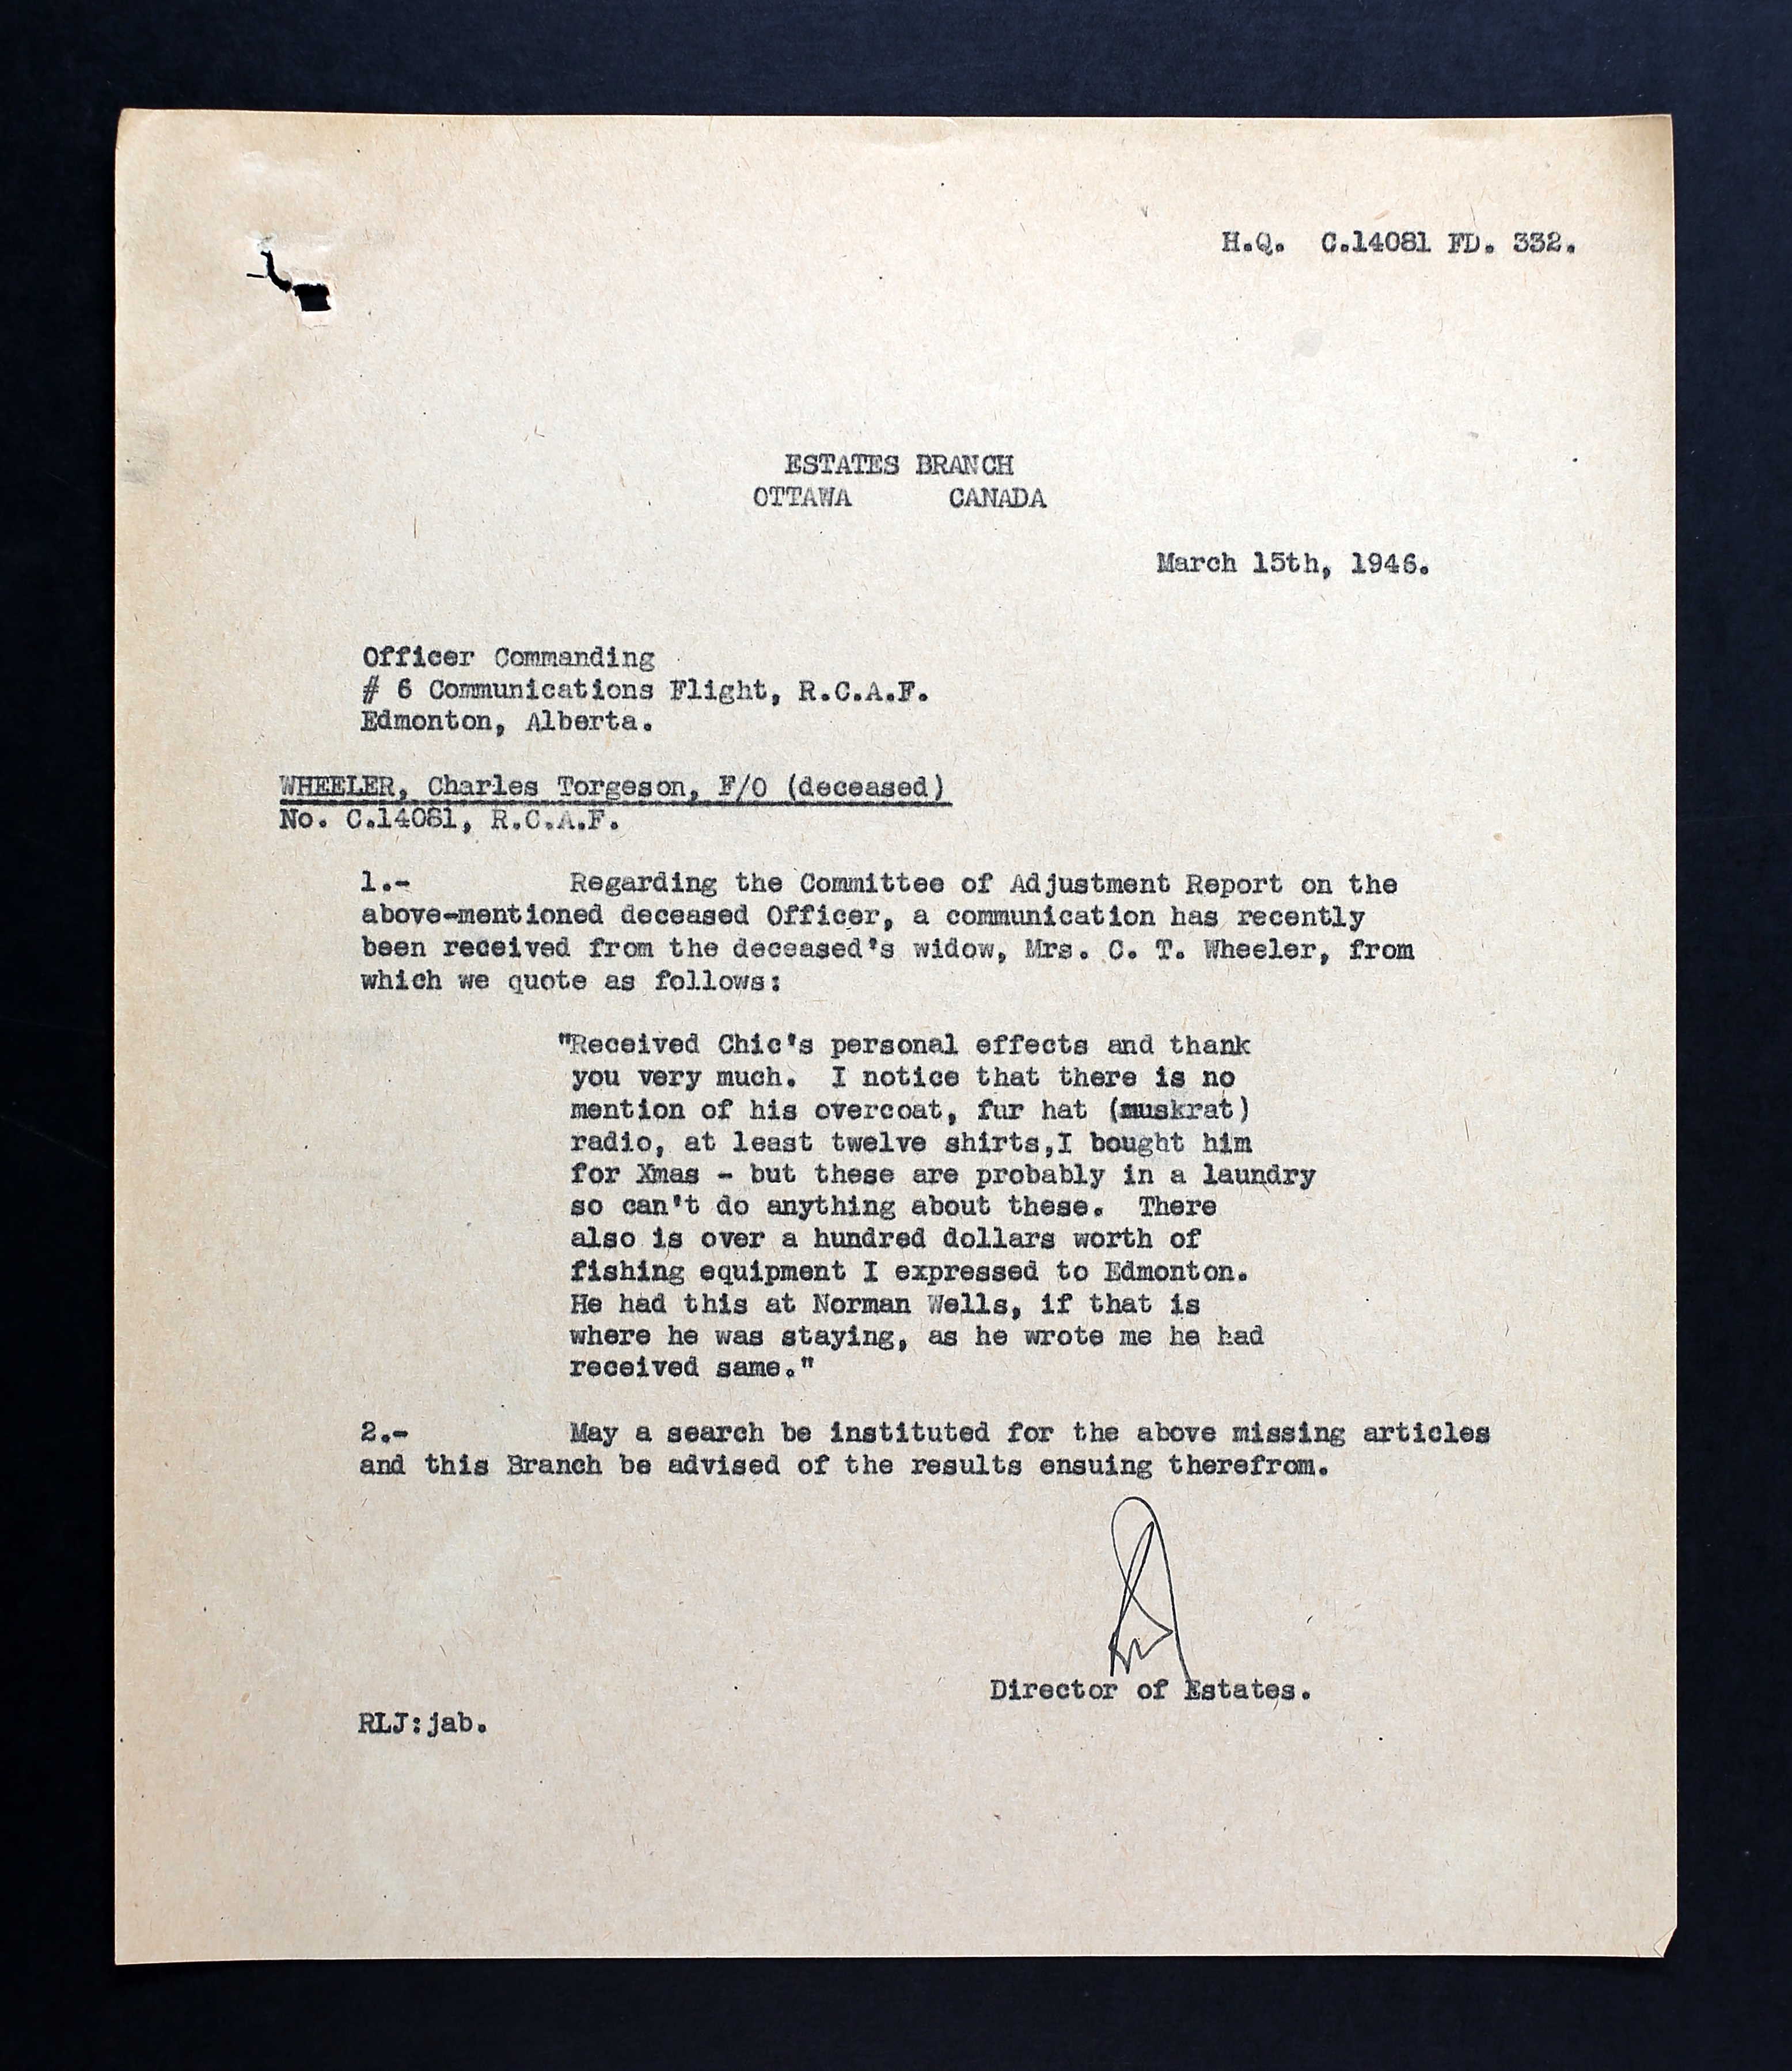 H.Q. C.14081 FD. 332.
ESTATES BRANCH
OTTAWA CANADA
March 15th, 1946.
Officer Commanding
# 6 Communications Flight, R.C.A.F.
Edmonton, Alberta.
WHEELER, Charles Torgeson, F/O (deceased)
No. C.14081, R.C.A.F.
1.- Regarding the Committee of Adjustment Report on the
above-mentioned deceased Officer, a communication has recently
been received from the deceased's widow, Mrs. C. T. Wheeler, from
which we quote as follows:
"Received Chic's personal effects and thank
you very much. I notice that there is no
mention of his overcoat, fur hat (muskrat)
radio, at least twelve shirts,I bought him
for Xmas - but these are probably in a laundry
so can't do anything about these. There
also is over a hundred dollars worth of
fishing equipment I expressed to Edmonton.
He had this at Norman Wells, if that is
where he was staying, as he wrote me he had
received same."
2.- May a search be instituted for the above missing articles
and this Branch be advised of the results ensuing therefrom.
Director of Estates.
RLJ:jab.